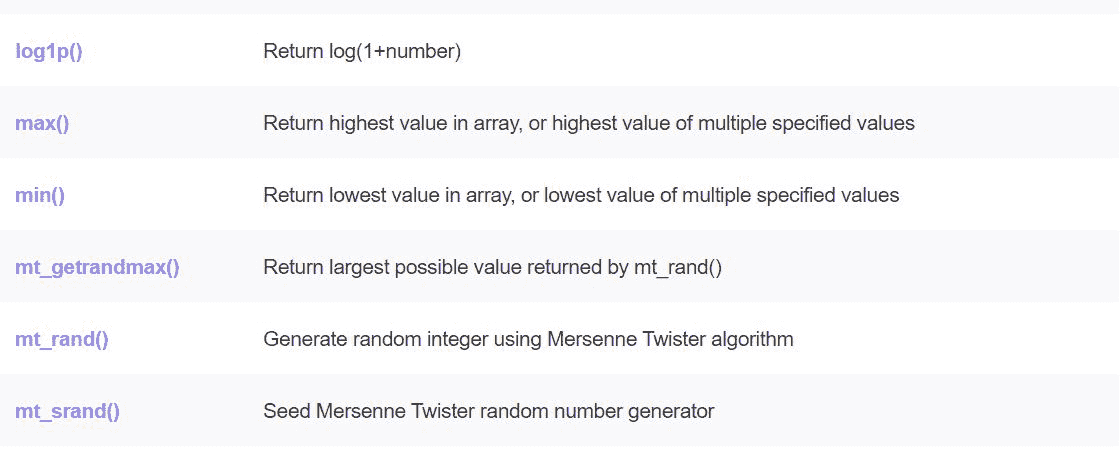 log1p() Return log(1+number)
max() Return highest value in array, or highest value of multiple specified values
min() Return lowest value in array, or lowest value of multiple specified values
mt_getrandmax() Return largest possible value returned by mt_rand()
mt_rand() Generate random integer using Mersenne Twister algorithm
mt_srand() Seed Mersenne Twister random number generator